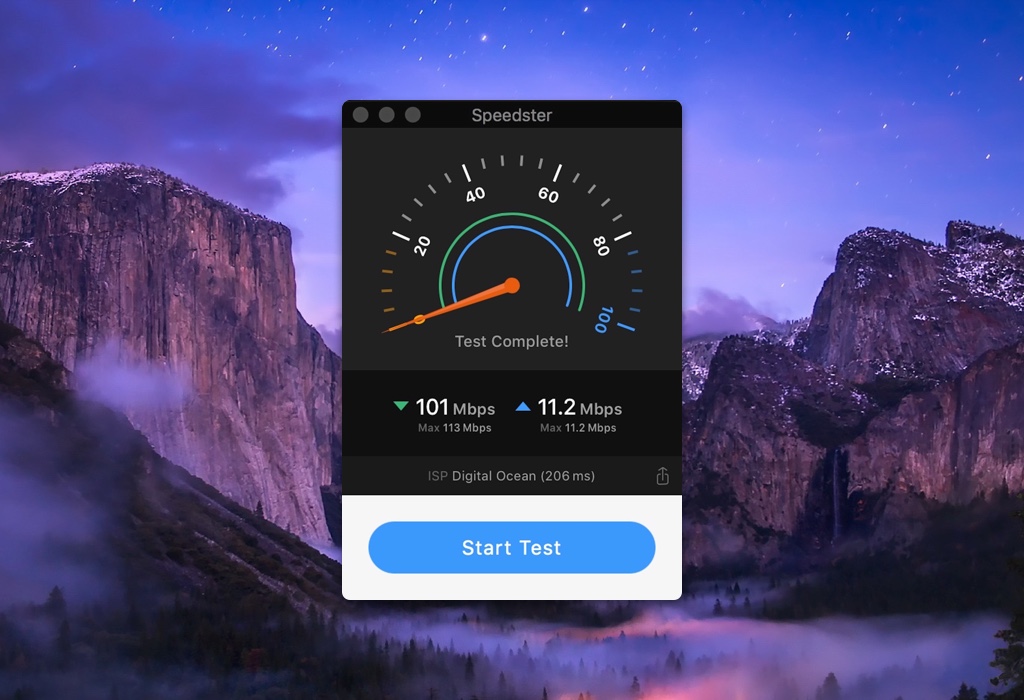 Speedster
20
40
60
80
100
Test Complete!
101 Mbps 11.2 Mbps
Max 113 Mbps Max 11.2 Mbps
ISP Digital Ocean (206 ms)
Start Test